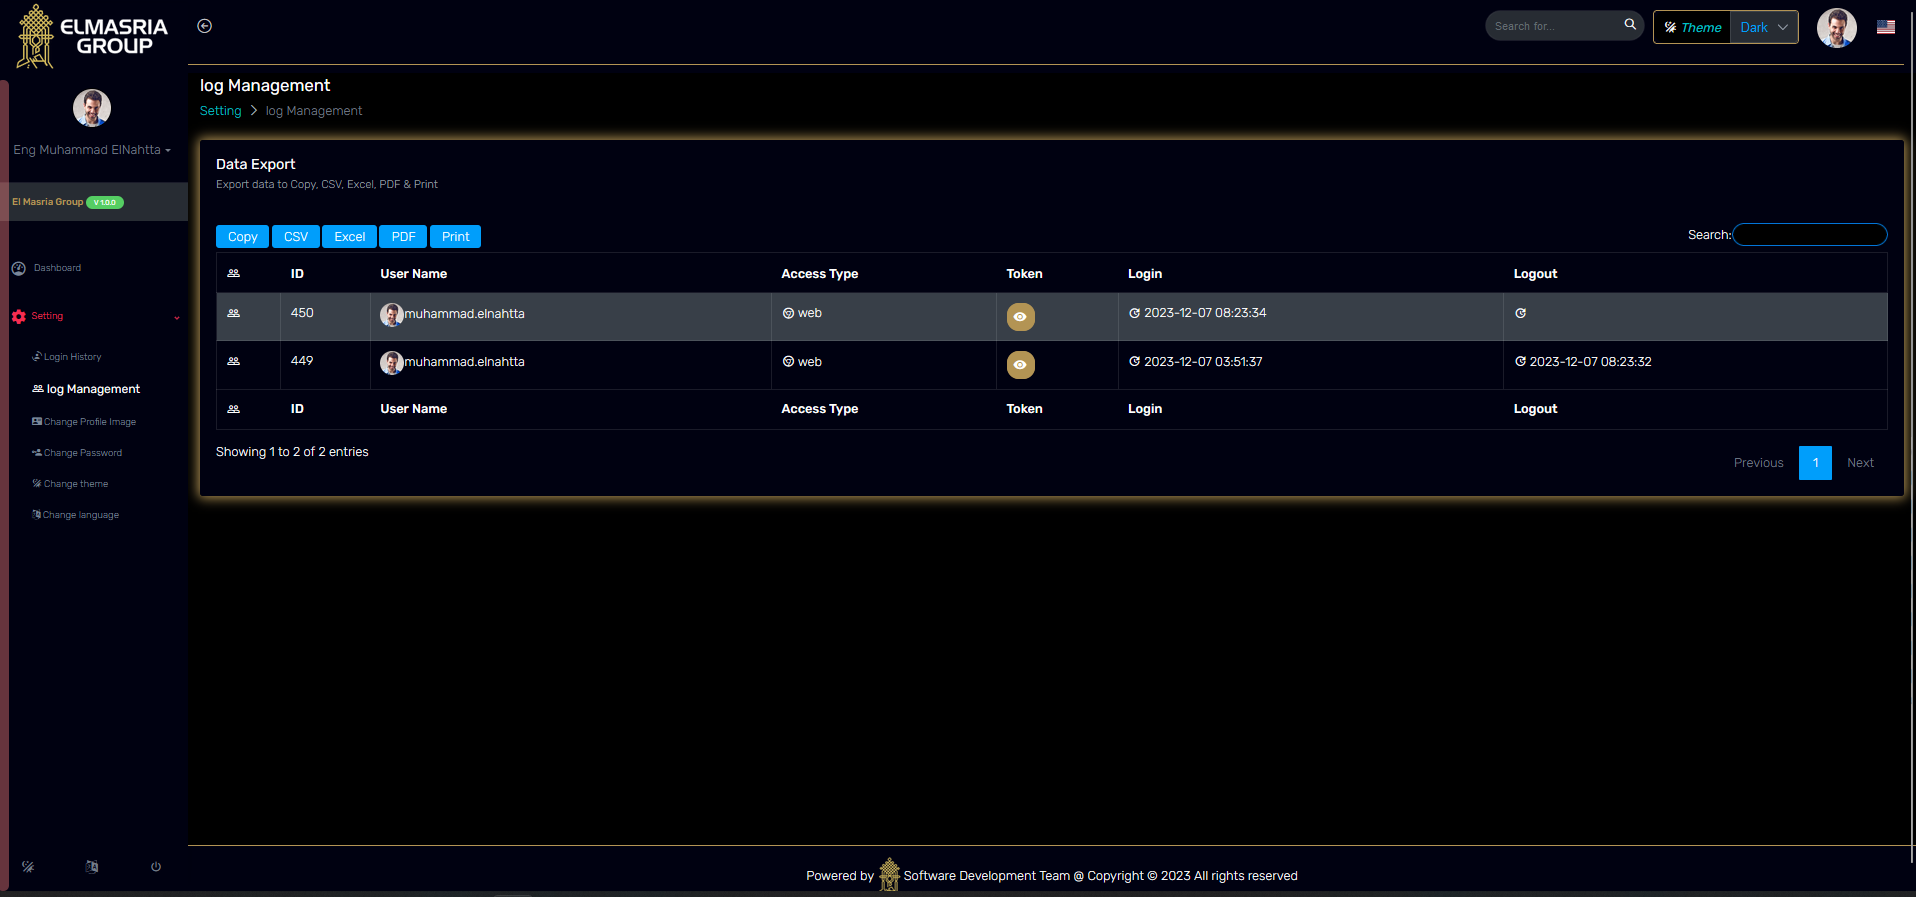 ELMASRIA
GROUP
Search for...
Theme
Dark
log Management
Setting > log Management
Eng Muhammad ElNahtta
El Masria Group V 1.0.0
Dashboard
Setting
Login History
log Management
Change Profile Image
Change Password
Change theme
Change language
Data Export
Export data to Copy, CSV, Excel, PDF & Print
Copy CSV Excel PDF Print
Search:
ID User Name Access Type Token Login Logout
450 muhammad.elnahtta web 2023-12-07 08:23:34
449 muhammad.elnahtta web 2023-12-07 03:51:37 2023-12-07 08:23:32
ID User Name Access Type Token Login Logout
Showing 1 to 2 of 2 entries
Previous 1 Next
Powered by Software Development Team @ Copyright © 2023 All rights reserved